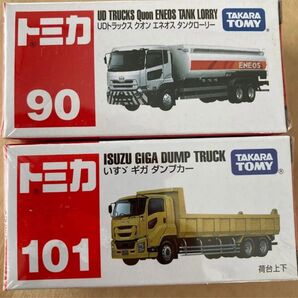 トミカ
90
UD TRUCKS Quon ENEOS TANK LORRY
UDトラックス クオン エネオス タンクローリー
TAKARA
TOMY
ENEOS
トミカ
101
ISUZU GIGA DUMP TRUCK
いすゞ ギガ ダンプカー
TAKARA
TOMY
荷台上下